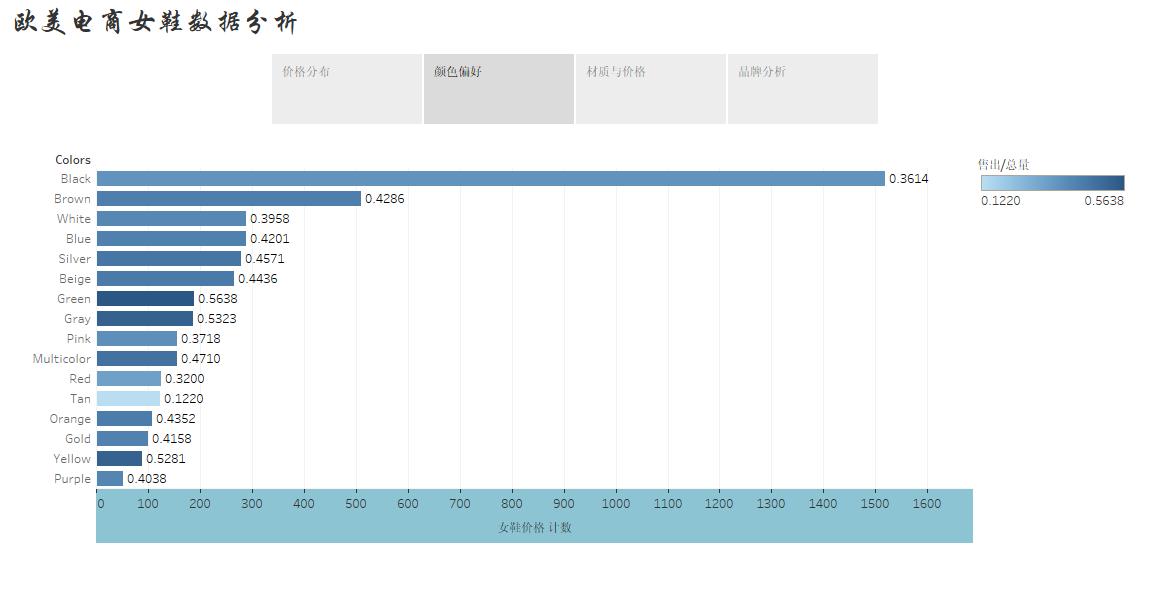 欧美电商女鞋数据分析
价格分布 颜色偏好 材质与价格 品牌分析
Colors
Black 0.3614
Brown 0.4286
White 0.3958
Blue 0.4201
Silver 0.4571
Beige 0.4436
Green 0.5638
Gray 0.5323
Pink 0.3718
Multicolor 0.4710
Red 0.3200
Tan 0.1220
Orange 0.4352
Gold 0.4158
Yellow 0.5281
Purple 0.4038
0 100 200 300 400 500 600 700 800 900 1000 1100 1200 1300 1400 1500 1600
女鞋价格 计数
售出/总量
0.1220 0.5638